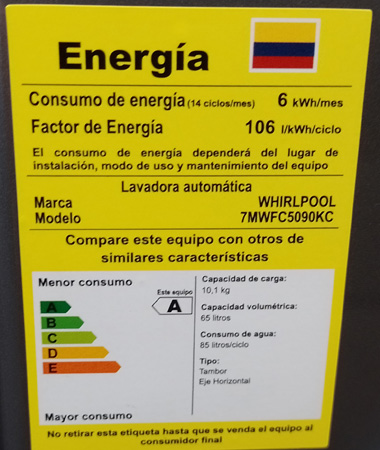 Energía
Consumo de energía (14 ciclos/mes) 6 kWh/mes
Factor de Energía 106 l/kWh/ciclo
El consumo de energía dependerá del lugar de
instalación, modo de uso y mantenimiento del equipo
Lavadora automática
Marca WHIRLPOOL
Modelo 7MWFC5090KC
Compare este equipo con otros de
similares características
Menor consumo
Este equipo
A A
B
C
D
E
Mayor consumo
Capacidad de carga:
10,1 kg
Capacidad volumétrica:
65 litros
Consumo de agua:
85 litros/ciclo
Tipo:
Tambor
Eje Horizontal
No retirar esta etiqueta hasta que se venda el equipo al
consumidor final